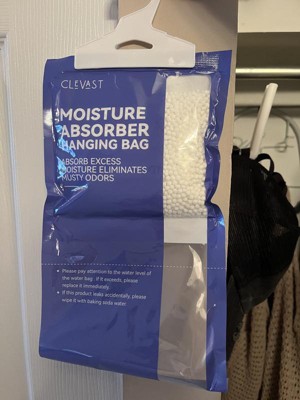 CLEVAST
MOISTURE
ABSORBER
HANGING BAG
ABSORB EXCESS
MOISTURE ELIMINATES
MUSTY ODORS
• Please pay attention to the water level of
the water bag. If it exceeds, please
replace it immediately.
• If this product leaks accidentally, please
wipe it with baking soda water